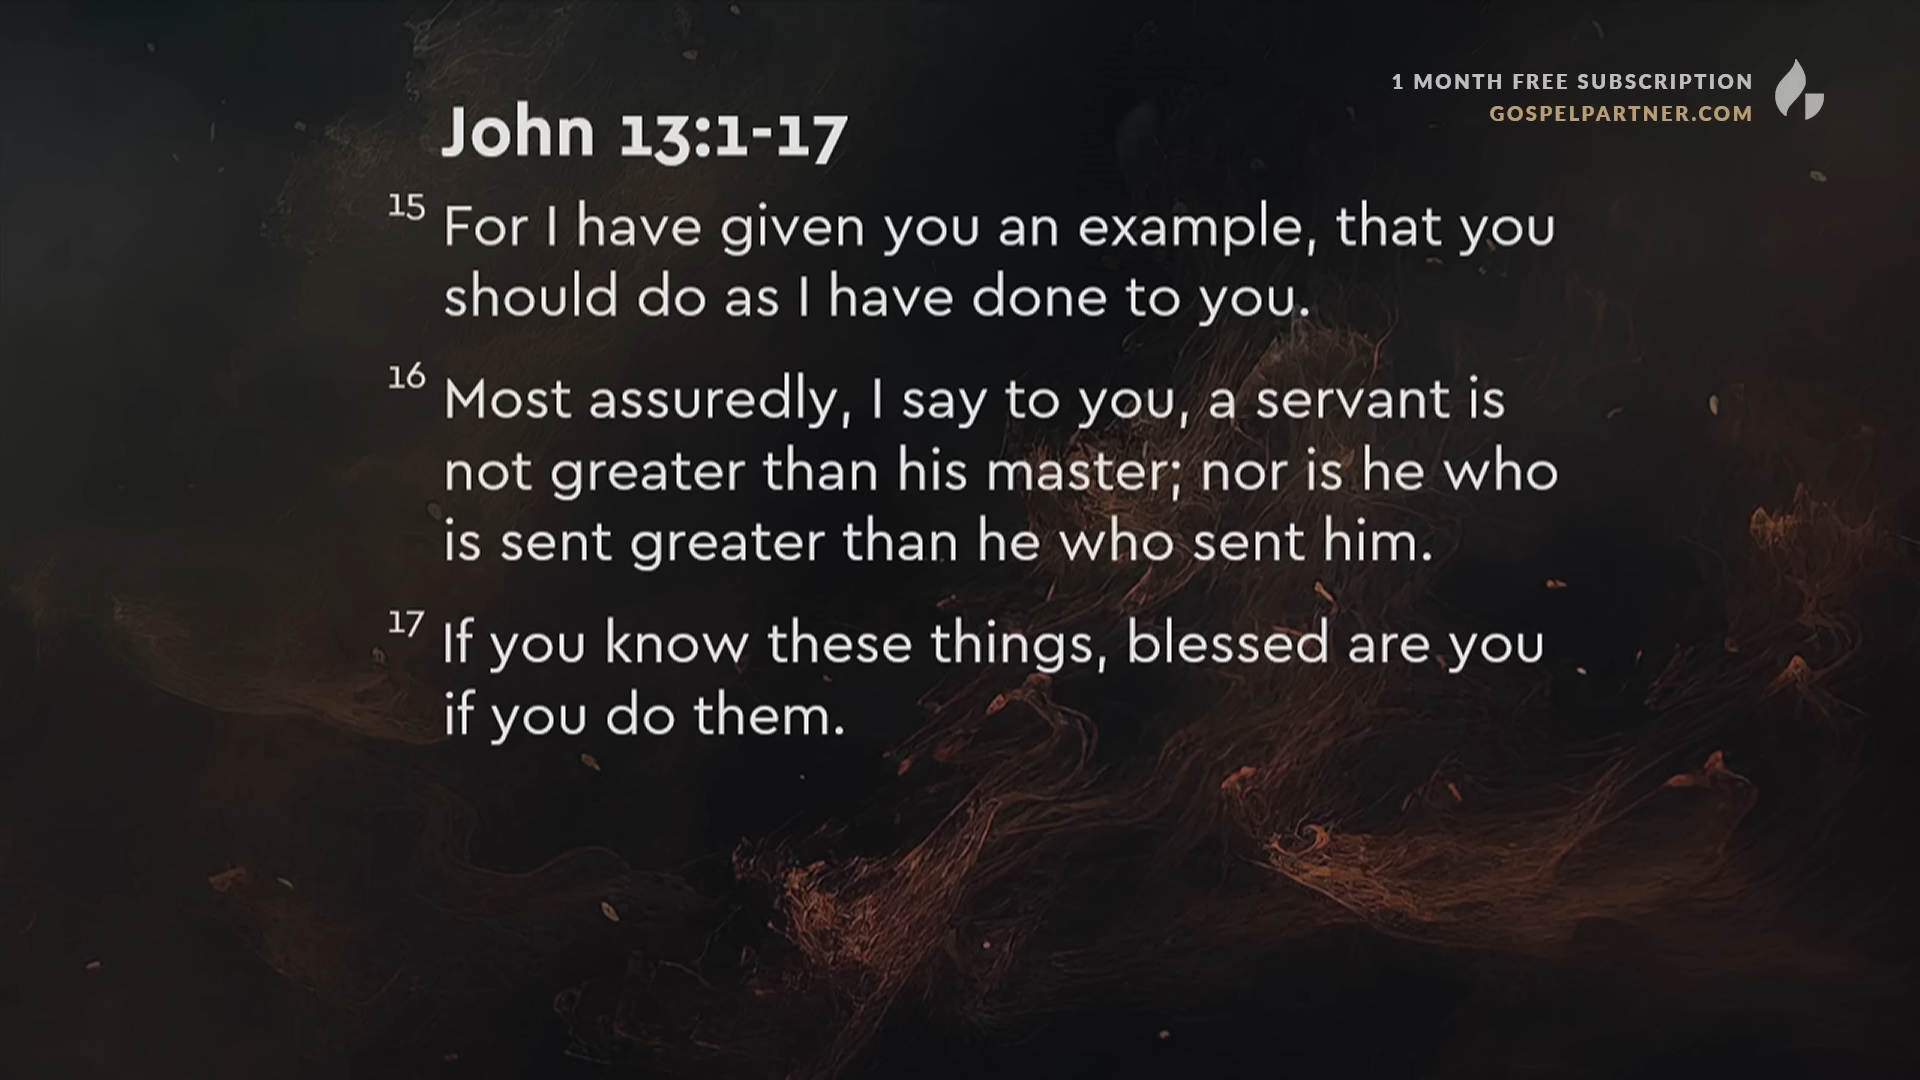 1 MONTH FREE SUBSCRIPTION
GOSPELPARTNER.COM
John 13:1-17
15 For I have given you an example, that you
should do as I have done to you.
16 Most assuredly, I say to you, a servant is
not greater than his master; nor is he who
is sent greater than he who sent him.
17 If you know these things, blessed are you
if you do them.